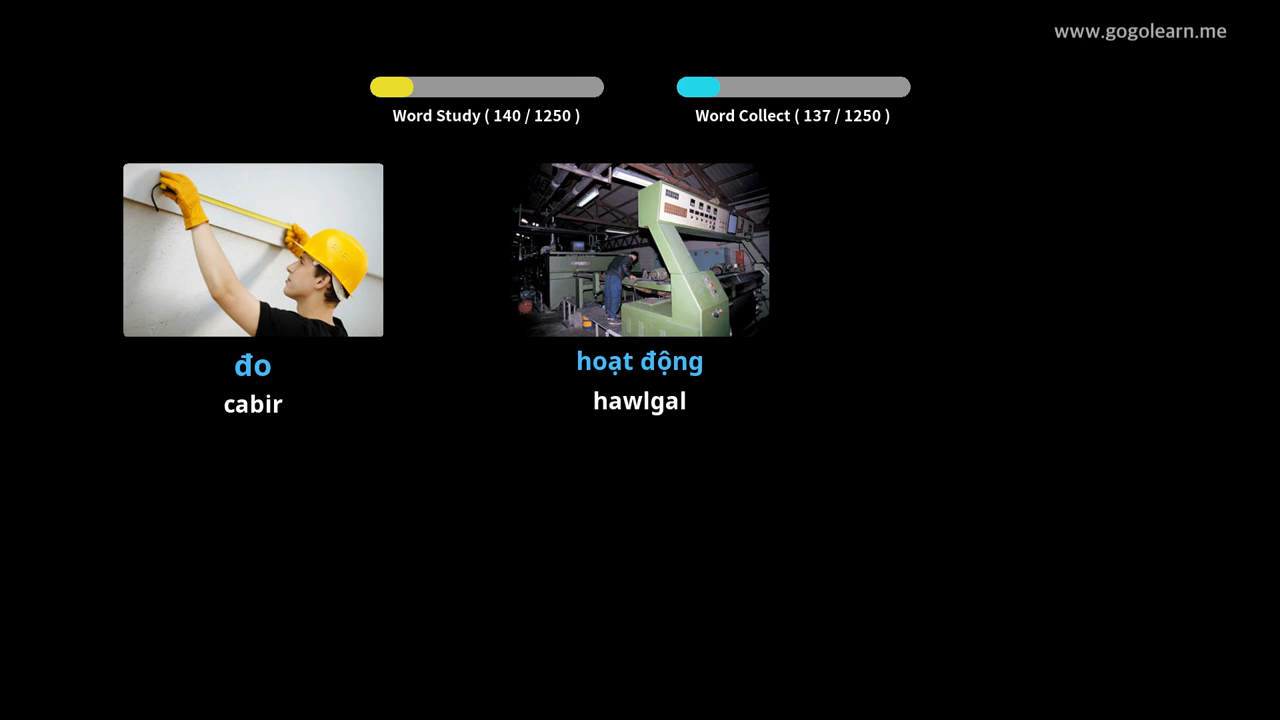 www.gogolearn.me
Word Study ( 140 / 1250 )
Word Collect ( 137 / 1250 )
đo
cabir
hoạt động
hawlgal